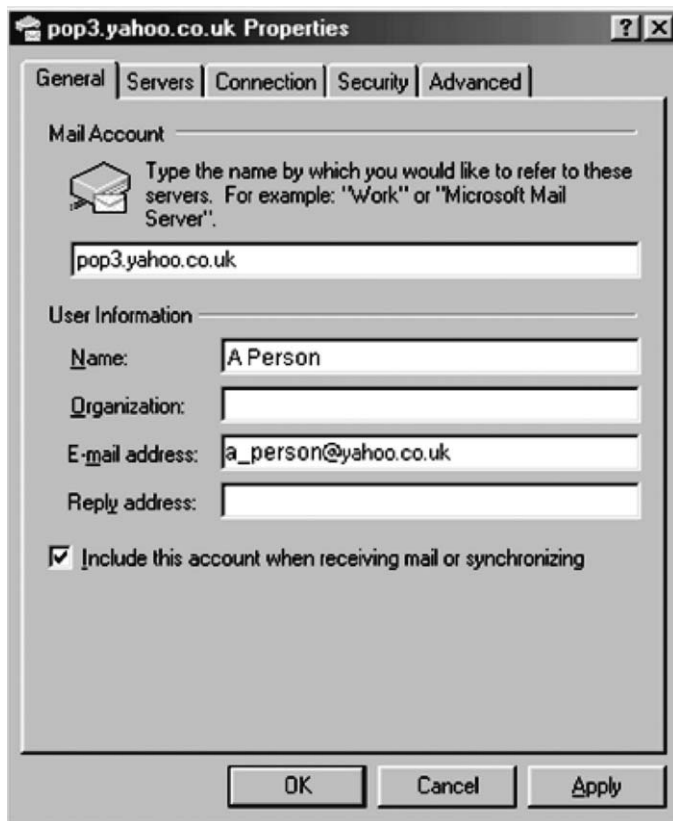 pop3.yahoo.co.uk Properties
General Servers Connection Security Advanced
Mail Account
Type the name by which you would like to refer to these
servers. For example: "Work" or "Microsoft Mail
Server".
pop3.yahoo.co.uk
User Information
Name: A Person
Organization:
E-mail address: a_person@yahoo.co.uk
Reply address:
Include this account when receiving mail or synchronizing
OK Cancel Apply